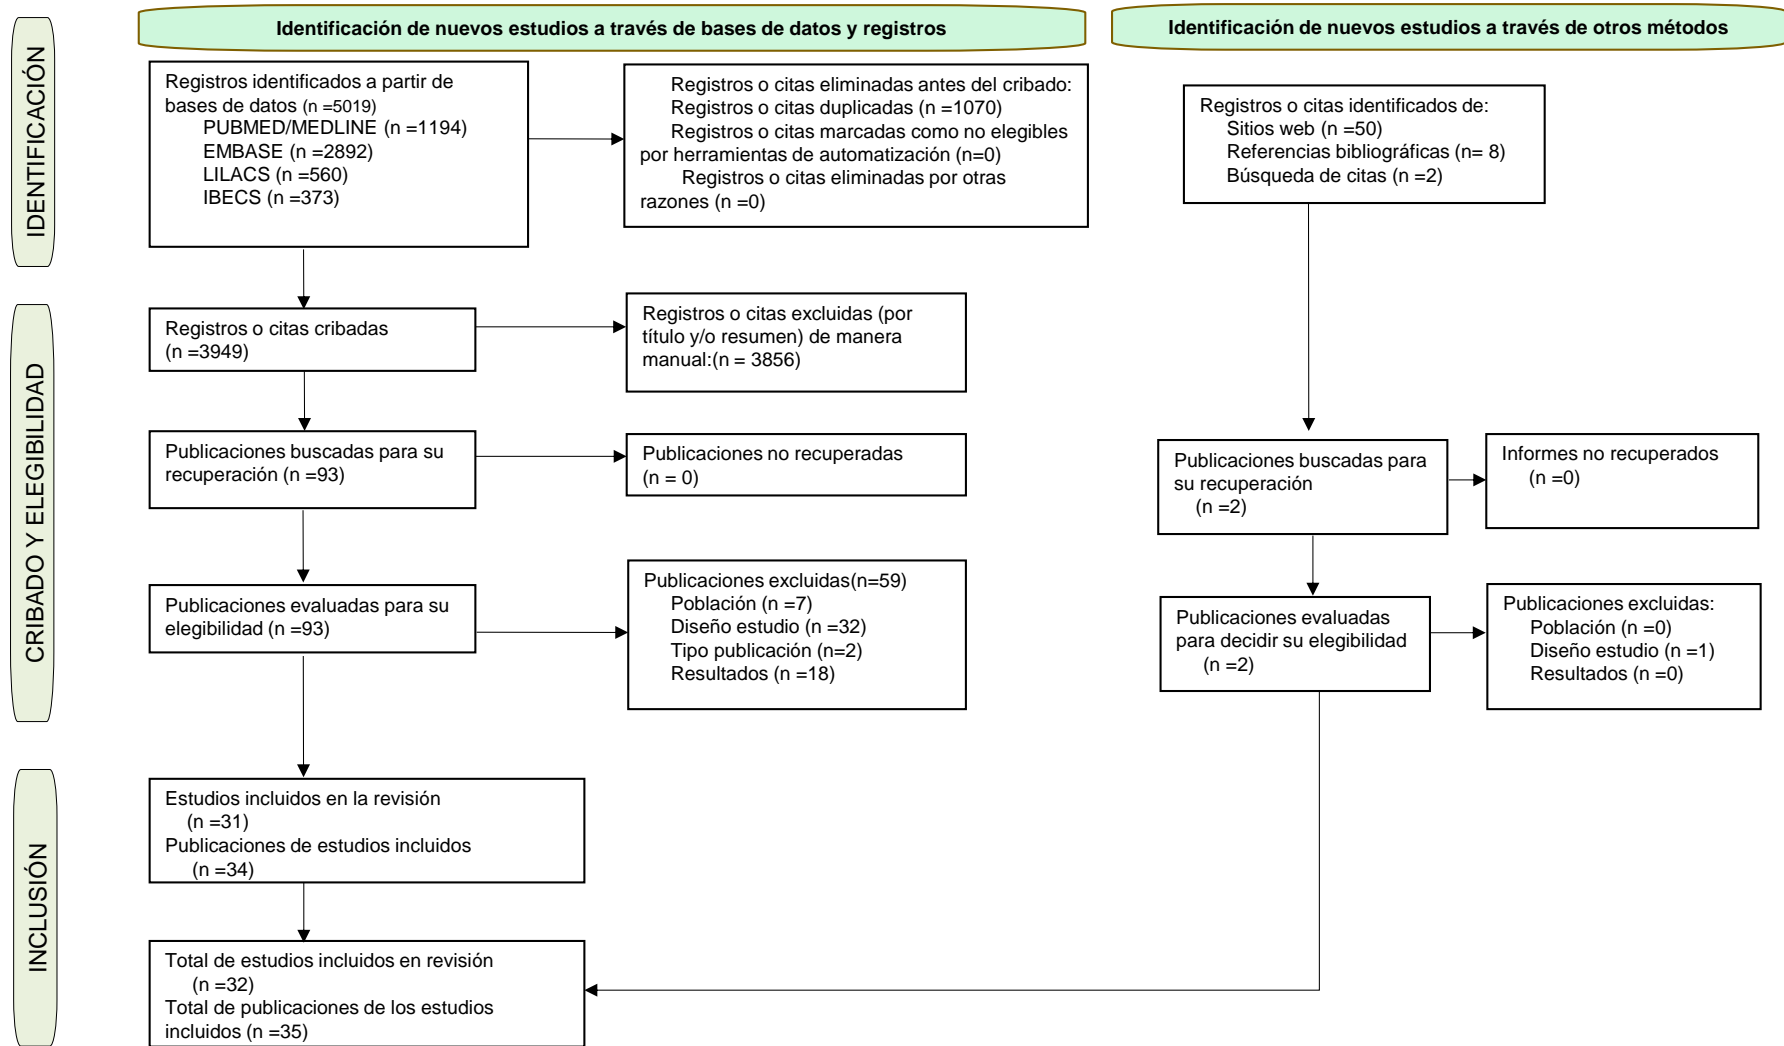 IDENTIFICACIÓN
Identificación de nuevos estudios a través de bases de datos y registros
Registros identificados a partir de
bases de datos (n =5019)
PUBMED/MEDLINE (n =1194)
EMBASE (n =2892)
LILACS (n =560)
IBECS (n =373)
Registros o citas eliminadas antes del cribado:
Registros o citas duplicadas (n =1070)
Registros o citas marcadas como no elegibles
por herramientas de automatización (n=0)
Registros o citas eliminadas por otras
razones (n =0)
Identificación de nuevos estudios a través de otros métodos
Registros o citas identificados de:
Sitios web (n =50)
Referencias bibliográficas (n= 8)
Búsqueda de citas (n =2)
CRIBADO Y ELEGIBILIDAD
Registros o citas cribadas
(n =3949)
Registros o citas excluidas (por
título y/o resumen) de manera
manual:(n = 3856)
Publicaciones buscadas para su
recuperación (n =93)
Publicaciones no recuperadas
(n = 0)
Publicaciones buscadas para
su recuperación
(n =2)
Informes no recuperados
(n =0)
Publicaciones evaluadas para su
elegibilidad (n =93)
Publicaciones excluidas(n=59)
Población (n =7)
Diseño estudio (n =32)
Tipo publicación (n=2)
Resultados (n =18)
Publicaciones evaluadas
para decidir su elegibilidad
(n =2)
Publicaciones excluidas:
Población (n =0)
Diseño estudio (n =1)
Resultados (n =0)
INCLUSIÓN
Estudios incluidos en la revisión
(n =31)
Publicaciones de estudios incluidos
(n =34)
Total de estudios incluidos en revisión
(n =32)
Total de publicaciones de los estudios
incluidos (n =35)